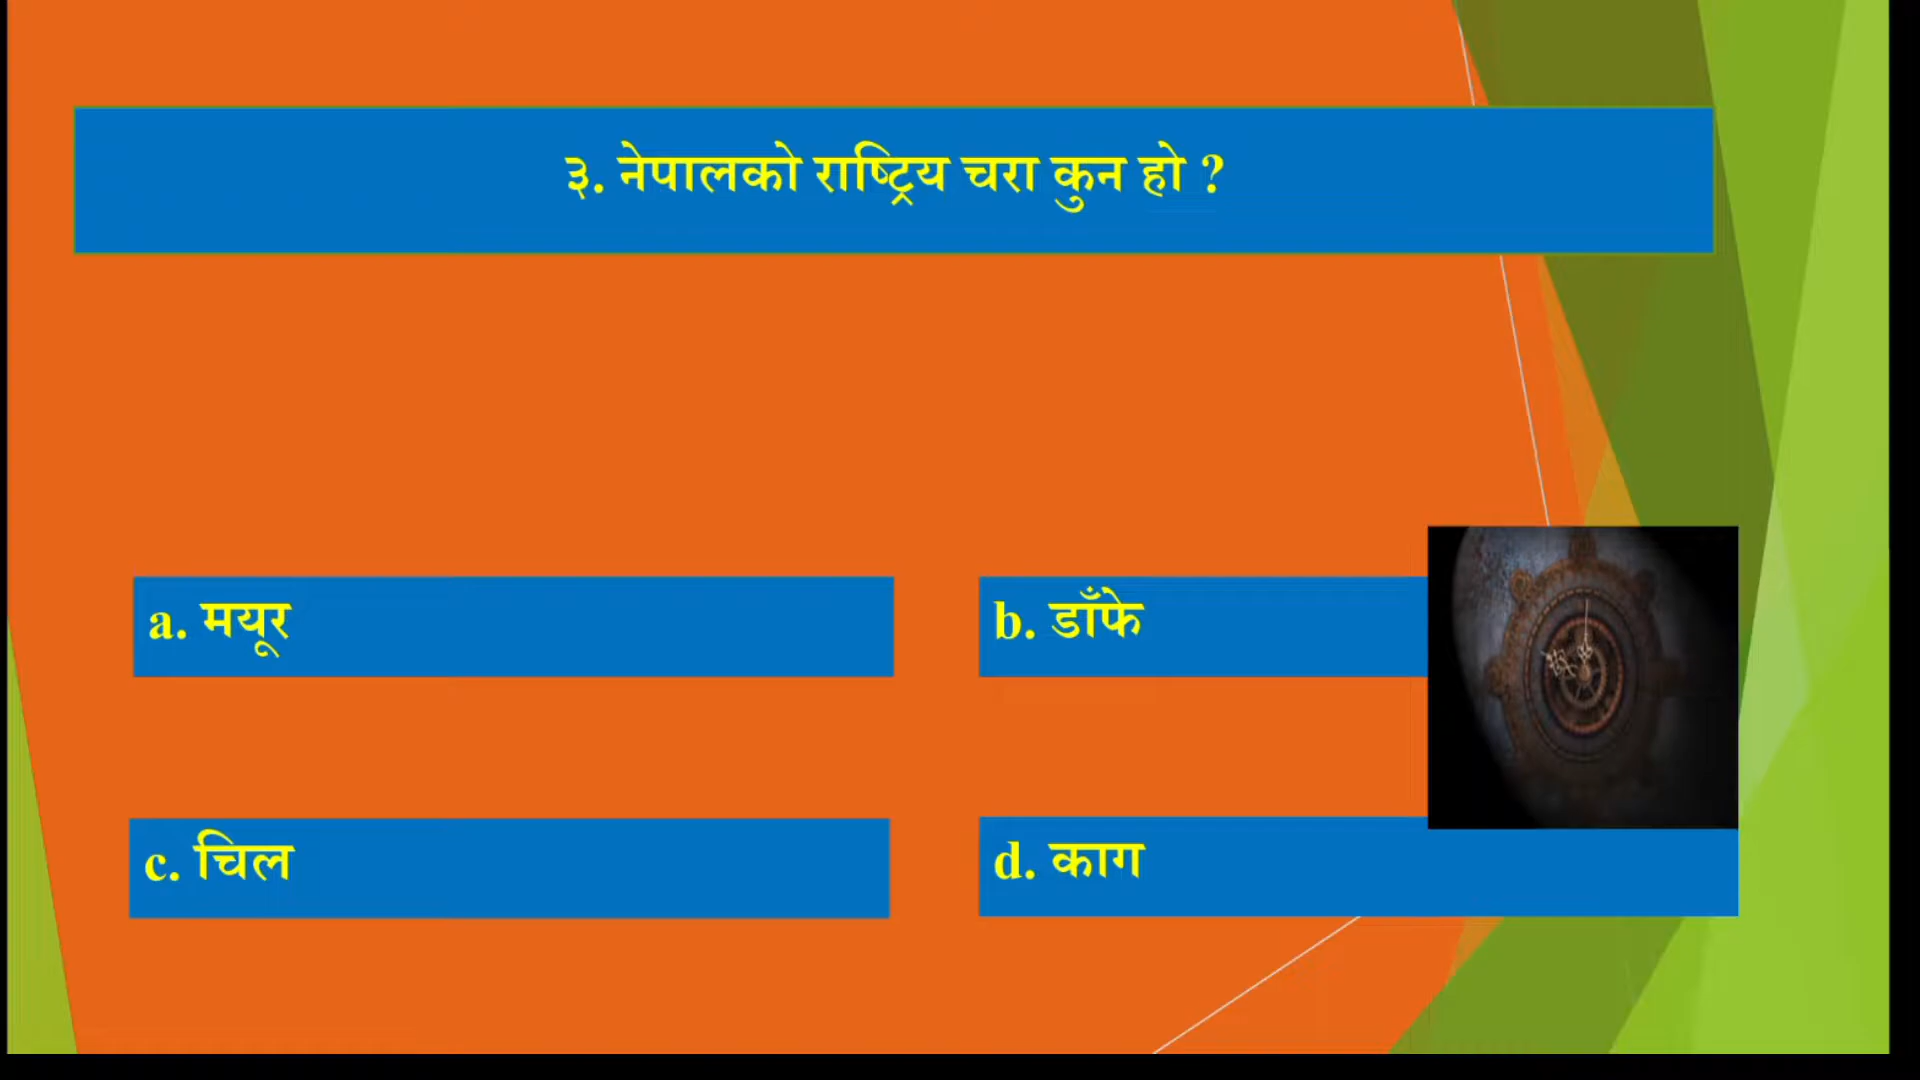 ३. नेपालको राष्ट्रिय चरा कुन हो ?
a. मयूर
b. डाँफे
c. चिल
d. काग